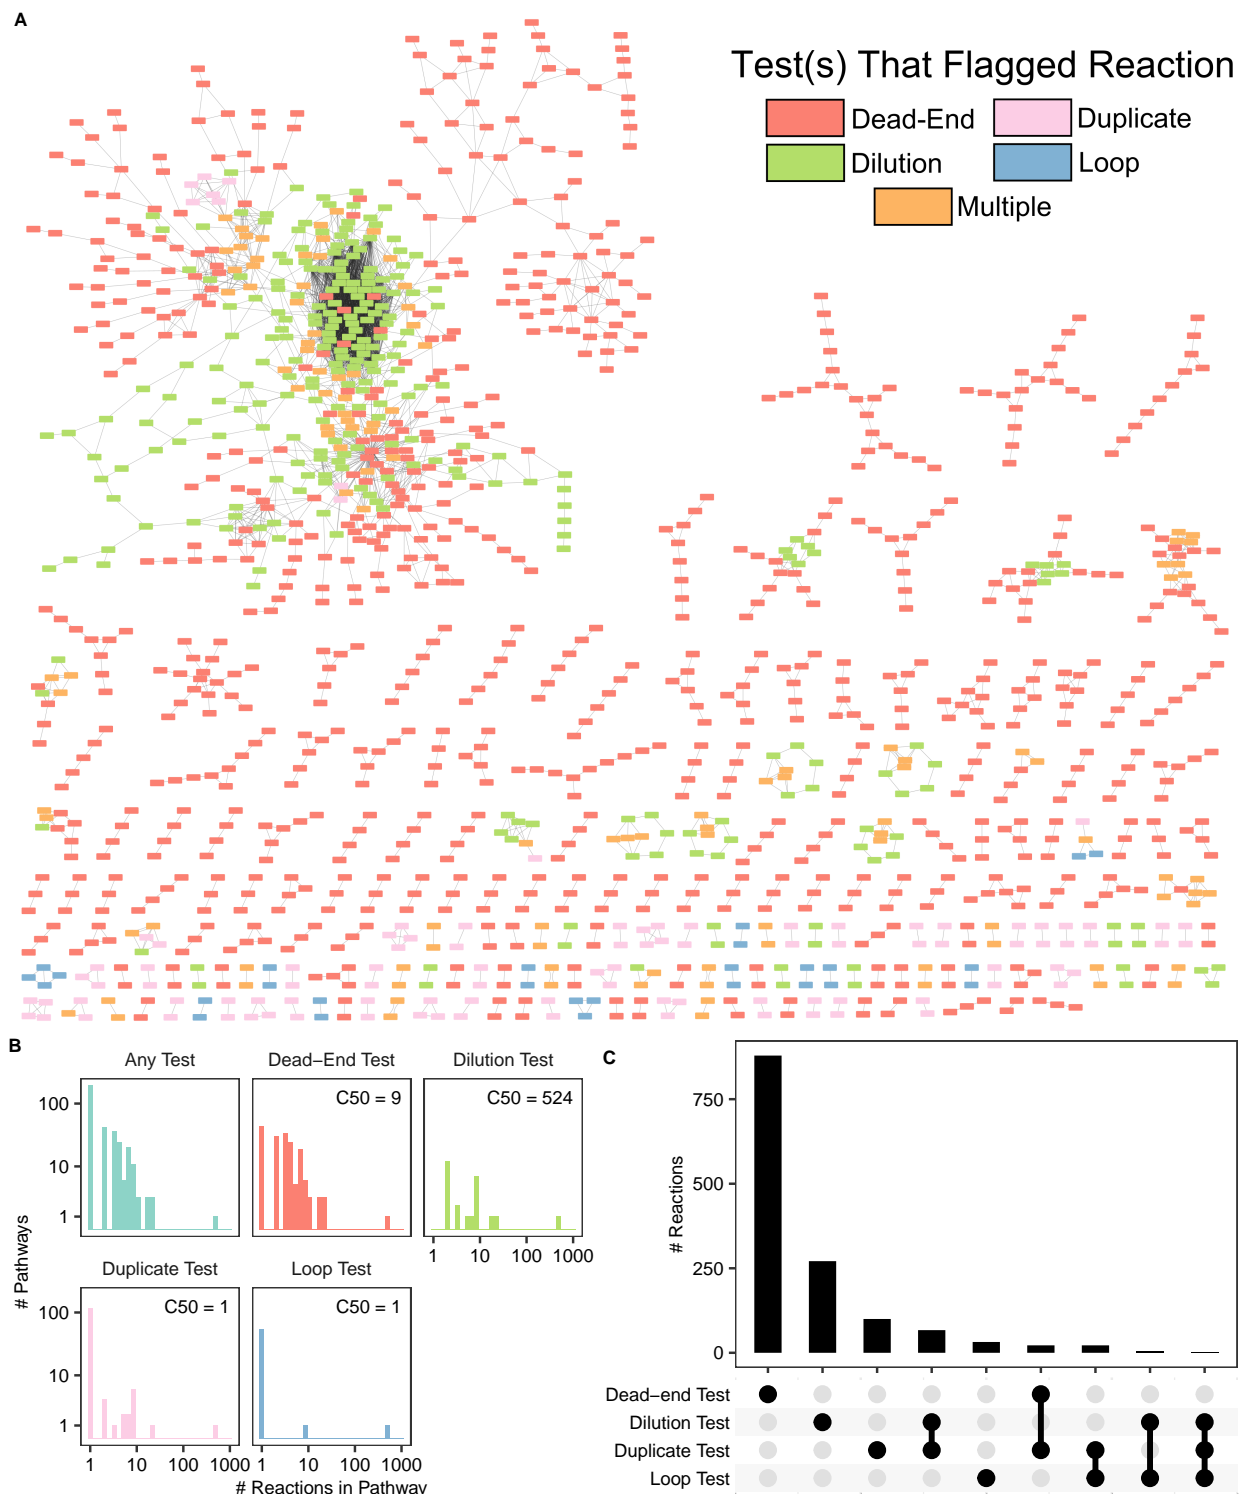 A
Test(s) That Flagged Reaction
Dead-End
Duplicate
Dilution
Loop
Multiple
B
Any Test
Dead−End Test
Dilution Test
C50 = 9
C50 = 524
100
10
1
1 10 100 1000
Duplicate Test
Loop Test
C50 = 1
C50 = 1
100
10
1
1 10 100 1000
1 10 100 1000
# Pathways
# Reactions in Pathway
C
750
500
250
0
# Reactions
Dead−end Test
Dilution Test
Duplicate Test
Loop Test